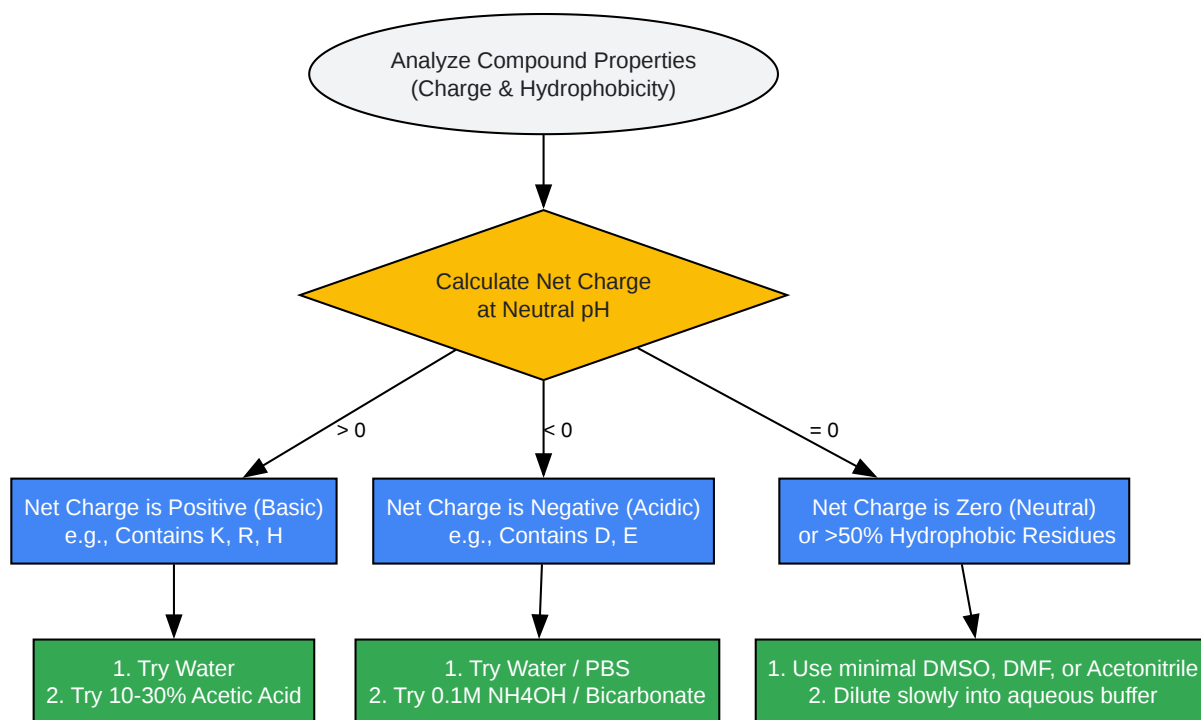 Analyze Compound Properties
(Charge & Hydrophobicity)
Calculate Net Charge
at Neutral pH
> 0
< 0
= 0
Net Charge is Positive (Basic)
e.g., Contains K, R, H
Net Charge is Negative (Acidic)
e.g., Contains D, E
Net Charge is Zero (Neutral)
or >50% Hydrophobic Residues
1. Try Water
2. Try 10-30% Acetic Acid
1. Try Water / PBS
2. Try 0.1M NH4OH / Bicarbonate
1. Use minimal DMSO, DMF, or Acetonitrile
2. Dilute slowly into aqueous buffer